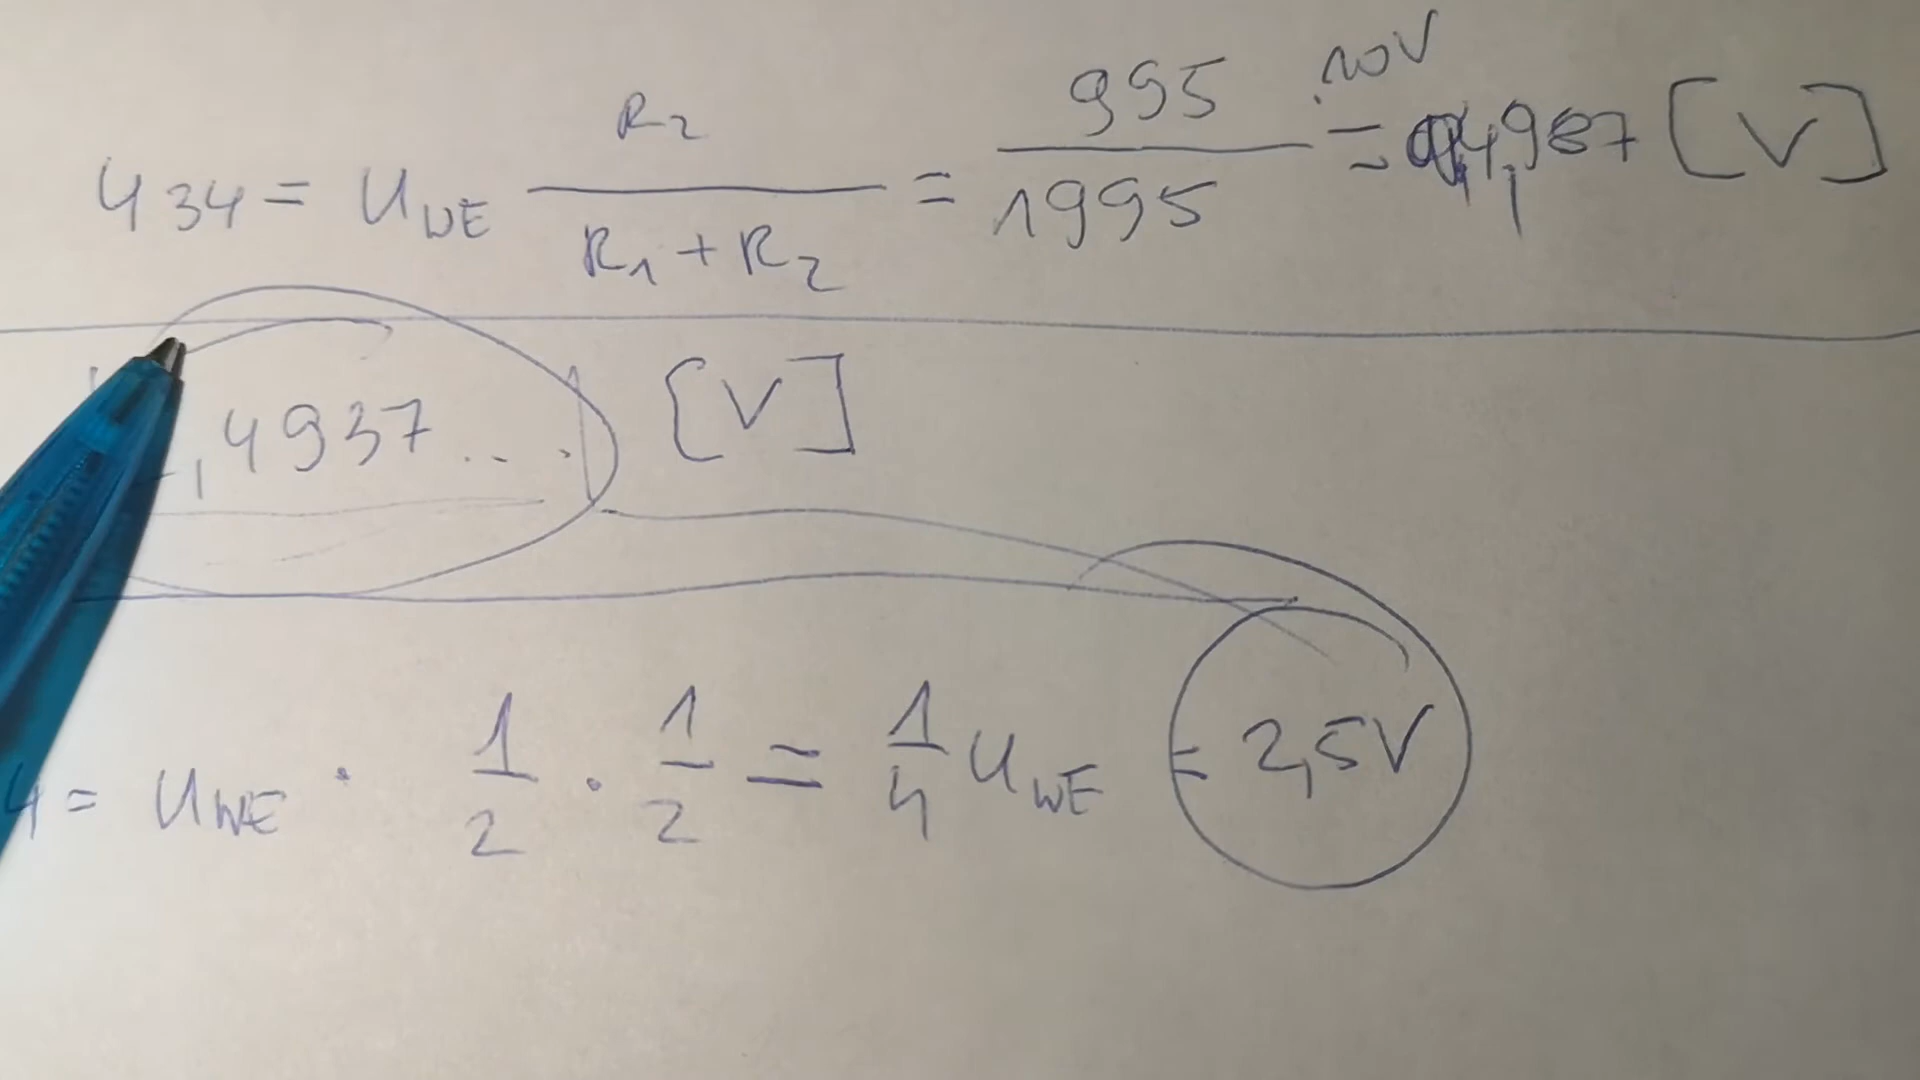 U34 = UWE R2 / (R1 + R2) = 995 / 1995 · 10V = 4,987 [V]
,4937... [V]
4 = UWE · 1/2 · 1/2 = 1/4 UWE = 2,5V